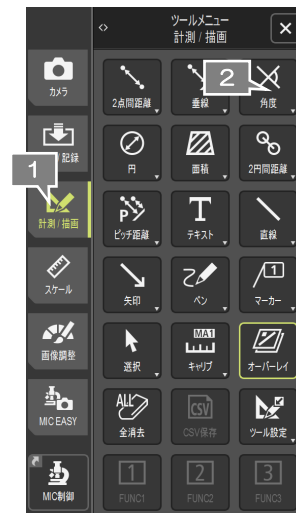 ツールメニュー
計測 / 描画
カメラ
記録
1
計測 / 描画
スケール
画像調整
MIC EASY
MIC制御
2点間距離
垂線
2
角度
円
面積
2円間距離
P
ピッチ距離
T
テキスト
直線
矢印
ペン
1
マーカー
選択
MA1
キャリブ
オーバーレイ
ALL
全消去
CSV
CSV保存
ツール設定
1
FUNC1
2
FUNC2
3
FUNC3